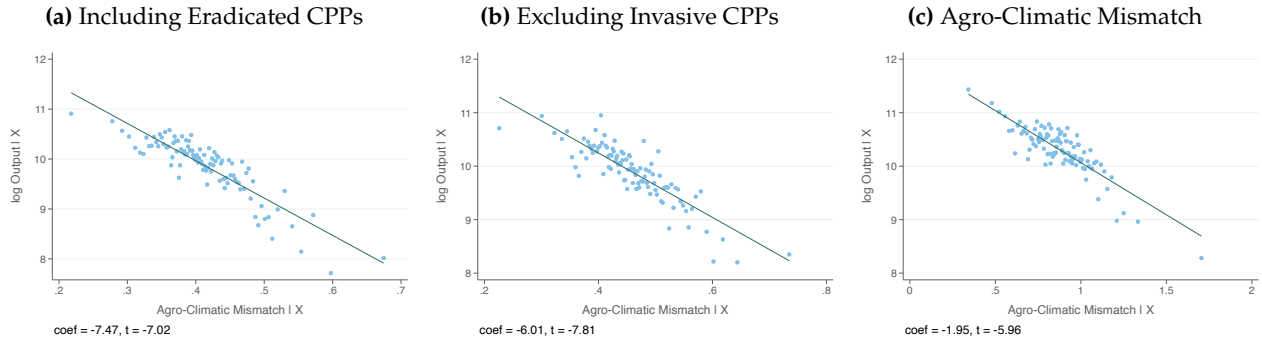 (a) Including Eradicated CPPs
12
11
10
9
8
log Output | X
.2 .3 .4 .5 .6 .7
Agro-Climatic Mismatch | X
coef = -7.47, t = -7.02
(b) Excluding Invasive CPPs
12
11
10
9
8
log Output | X
.2 .4 .6 .8
Agro-Climatic Mismatch | X
coef = -6.01, t = -7.81
(c) Agro-Climatic Mismatch
12
11
10
9
8
log Output | X
0 .5 1 1.5 2
Agro-Climatic Mismatch | X
coef = -1.95, t = -5.96